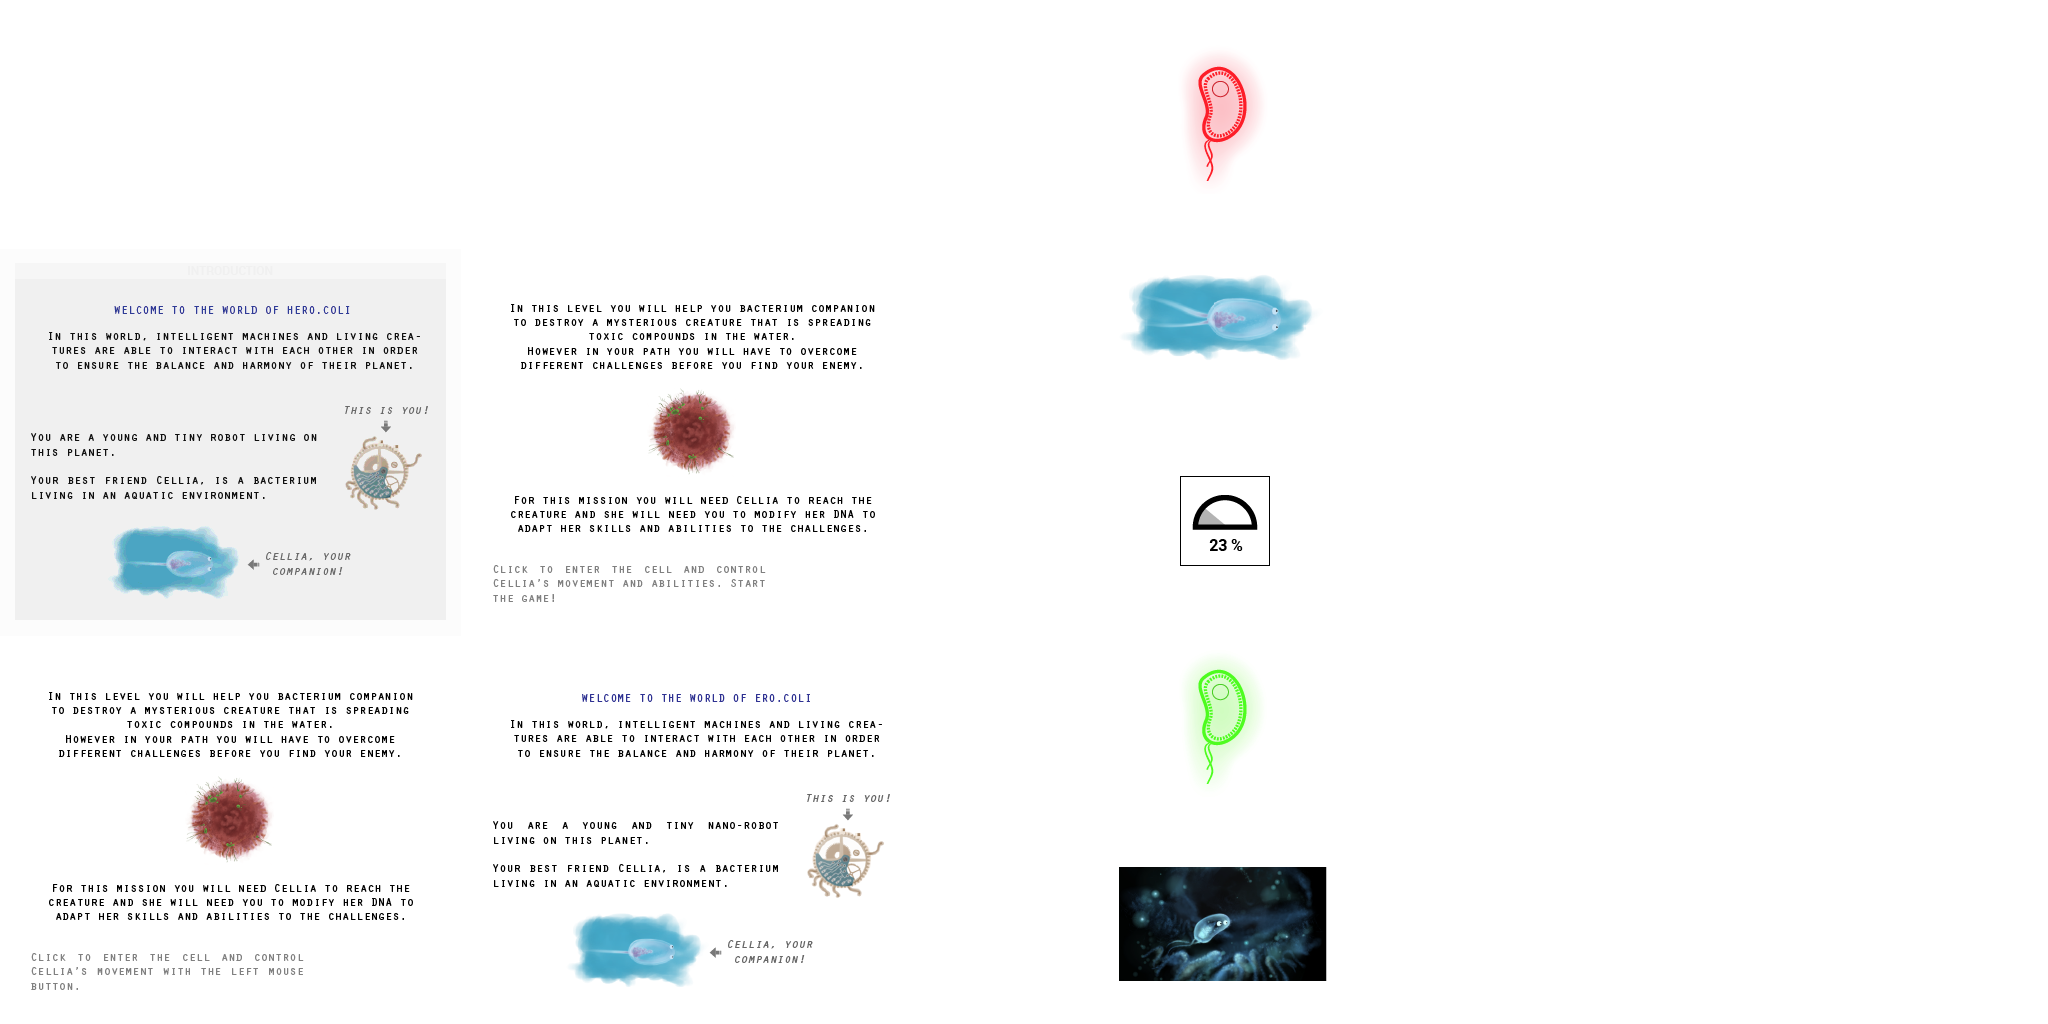 INTRODUCTION
WELCOME TO THE WORLD OF HERO.COLI
IN THIS WORLD, INTELLIGENT MACHINES AND LIVING CREA-
TURES ARE ABLE TO INTERACT WITH EACH OTHER IN ORDER
TO ENSURE THE BALANCE AND HARMONY OF THEIR PLANET.
THIS IS YOU!
YOU ARE A YOUNG AND TINY ROBOT LIVING ON
THIS PLANET.
YOUR BEST FRIEND CELLIA, IS A BACTERIUM
LIVING IN AN AQUATIC ENVIRONMENT.
CELLIA, YOUR
COMPANION!
IN THIS LEVEL YOU WILL HELP YOU BACTERIUM COMPANION
TO DESTROY A MYSTERIOUS CREATURE THAT IS SPREADING
TOXIC COMPOUNDS IN THE WATER.
HOWEVER IN YOUR PATH YOU WILL HAVE TO OVERCOME
DIFFERENT CHALLENGES BEFORE YOU FIND YOUR ENEMY.
FOR THIS MISSION YOU WILL NEED CELLIA TO REACH THE
CREATURE AND SHE WILL NEED YOU TO MODIFY HER DNA TO
ADAPT HER SKILLS AND ABILITIES TO THE CHALLENGES.
CLICK TO ENTER THE CELL AND CONTROL
CELLIA'S MOVEMENT AND ABILITIES. START
THE GAME!
23 %
IN THIS LEVEL YOU WILL HELP YOU BACTERIUM COMPANION
TO DESTROY A MYSTERIOUS CREATURE THAT IS SPREADING
TOXIC COMPOUNDS IN THE WATER.
HOWEVER IN YOUR PATH YOU WILL HAVE TO OVERCOME
DIFFERENT CHALLENGES BEFORE YOU FIND YOUR ENEMY.
FOR THIS MISSION YOU WILL NEED CELLIA TO REACH THE
CREATURE AND SHE WILL NEED YOU TO MODIFY HER DNA TO
ADAPT HER SKILLS AND ABILITIES TO THE CHALLENGES.
CLICK TO ENTER THE CELL AND CONTROL
CELLIA'S MOVEMENT WITH THE LEFT MOUSE
BUTTON.
WELCOME TO THE WORLD OF ERO.COLI
IN THIS WORLD, INTELLIGENT MACHINES AND LIVING CREA-
TURES ARE ABLE TO INTERACT WITH EACH OTHER IN ORDER
TO ENSURE THE BALANCE AND HARMONY OF THEIR PLANET.
THIS IS YOU!
YOU ARE A YOUNG AND TINY NANO-ROBOT
LIVING ON THIS PLANET.
YOUR BEST FRIEND CELLIA, IS A BACTERIUM
LIVING IN AN AQUATIC ENVIRONMENT.
CELLIA, YOUR
COMPANION!